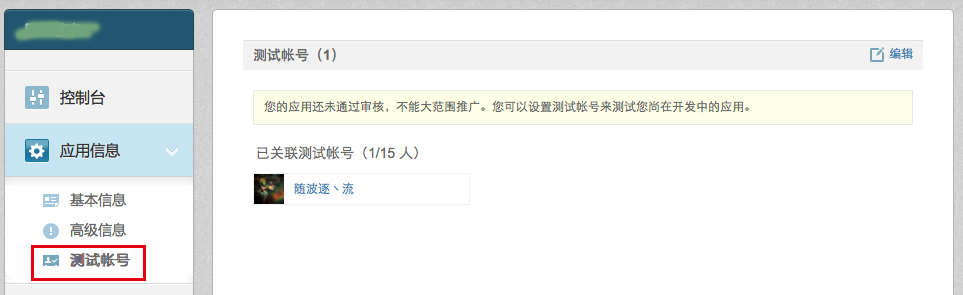 控制台
应用信息
基本信息
高级信息
测试帐号
测试帐号（1）
编辑
您的应用还未通过审核，不能大范围推广。您可以设置测试帐号来测试您尚在开发中的应用。
已关联测试帐号（1/15 人）
随波逐丶流